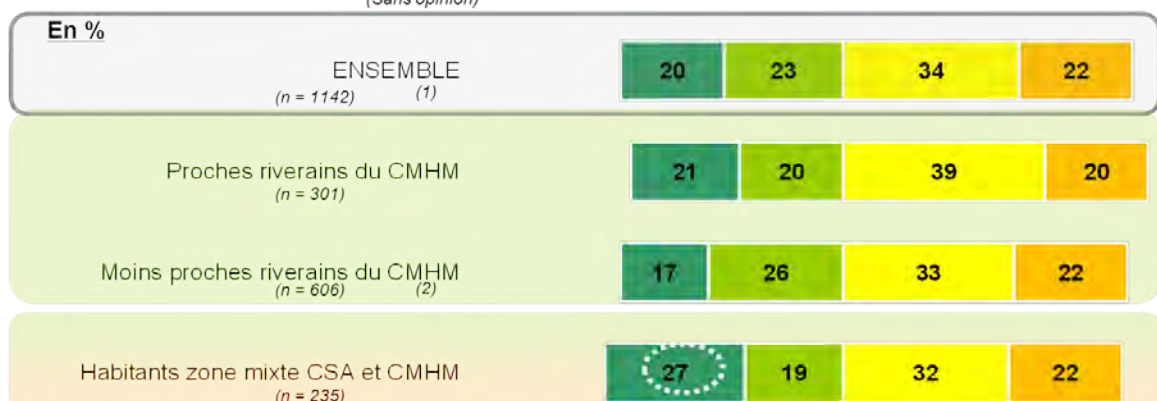 (Sans opinion)
En %
ENSEMBLE 20 23 34 22
(n = 1142) (1)
Proches riverains du CMHM 21 20 39 20
(n = 301)
Moins proches riverains du CMHM 17 26 33 22
(n = 606) (2)
Habitants zone mixte CSA et CMHM 27 19 32 22
(n = 235)